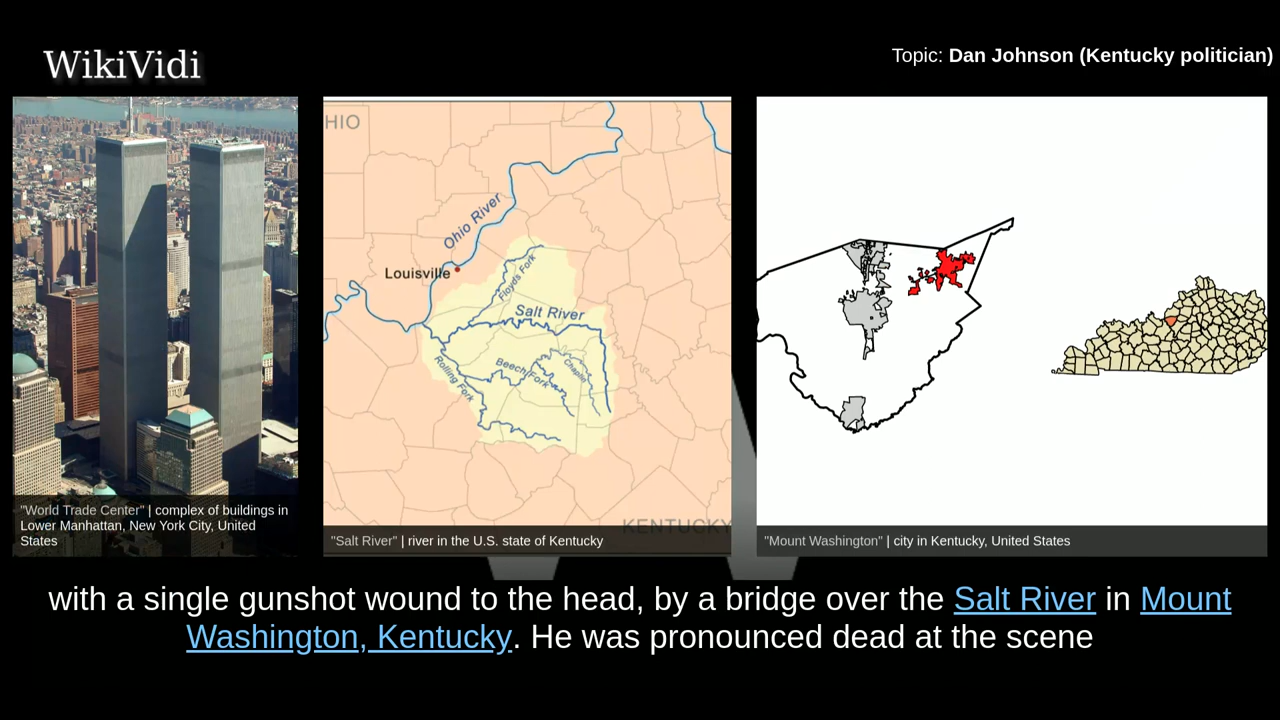 WikiVidi
Topic: Dan Johnson (Kentucky politician)
"World Trade Center" | complex of buildings in
Lower Manhattan, New York City, United
States
HIO
Ohio River
Louisville
Floyds Fork
Salt River
Rolling Fork
Beech Fork
Chaplin
KENTUCKY
"Salt River" | river in the U.S. state of Kentucky
"Mount Washington" | city in Kentucky, United States
with a single gunshot wound to the head, by a bridge over the Salt River in Mount
Washington, Kentucky. He was pronounced dead at the scene